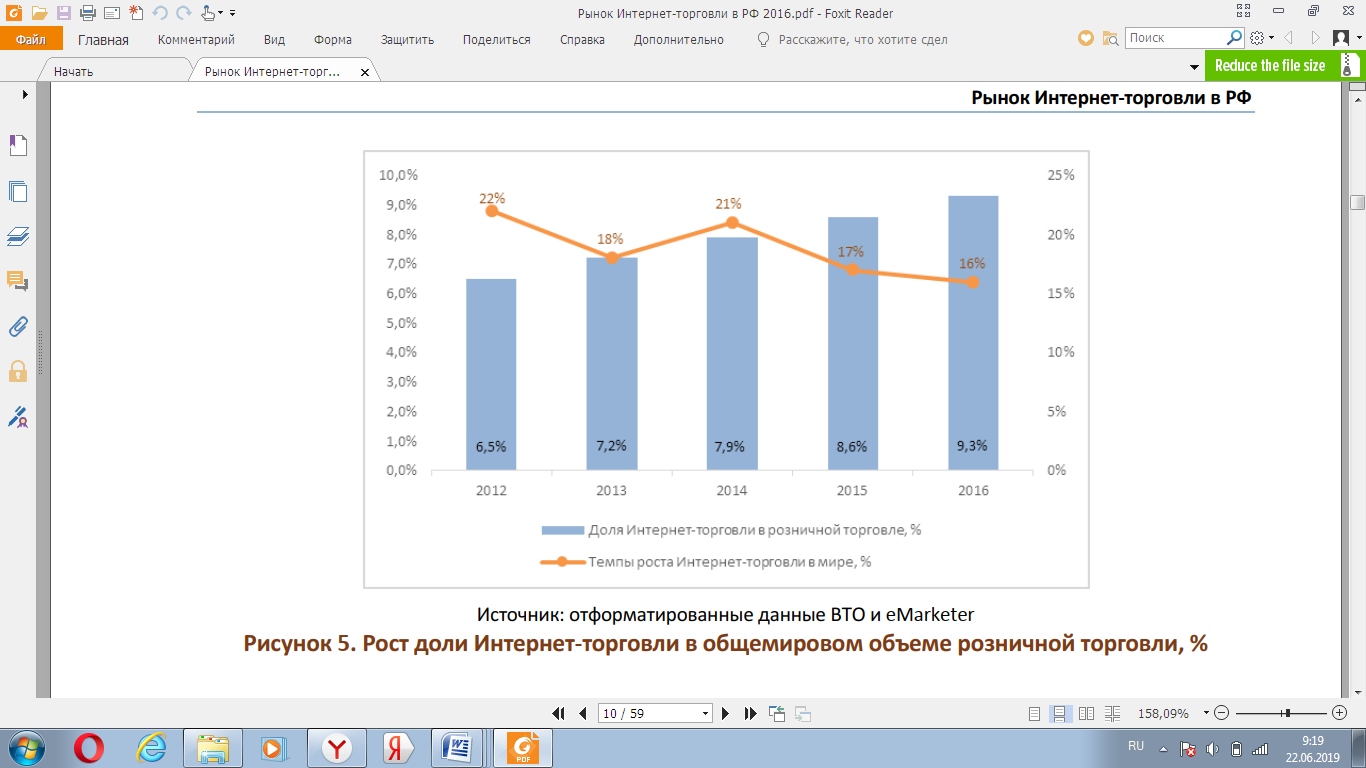 Рынок Интернет-торговли в РФ 2016.pdf - Foxit Reader
Файл Главная Комментарий Вид Форма Защитить Поделиться Справка Дополнительно Расскажите, что хотите сдел Поиск
Начать Рынок Интернет-торг... Reduce the file size
Рынок Интернет-торговли в РФ
10,0% 25%
9,0%
8,0% 20%
7,0%
6,0% 15%
5,0%
4,0% 10%
3,0%
2,0% 5%
1,0%
0,0% 0%
22% 18% 21% 17% 16%
6,5% 7,2% 7,9% 8,6% 9,3%
2012 2013 2014 2015 2016
Доля Интернет-торговли в розничной торговле, %
Темпы роста Интернет-торговли в мире, %
Источник: отформатированные данные ВТО и eMarketer
Рисунок 5. Рост доли Интернет-торговли в общемировом объеме розничной торговли, %
10 / 59 158,09%
RU 9:19
22.06.2019